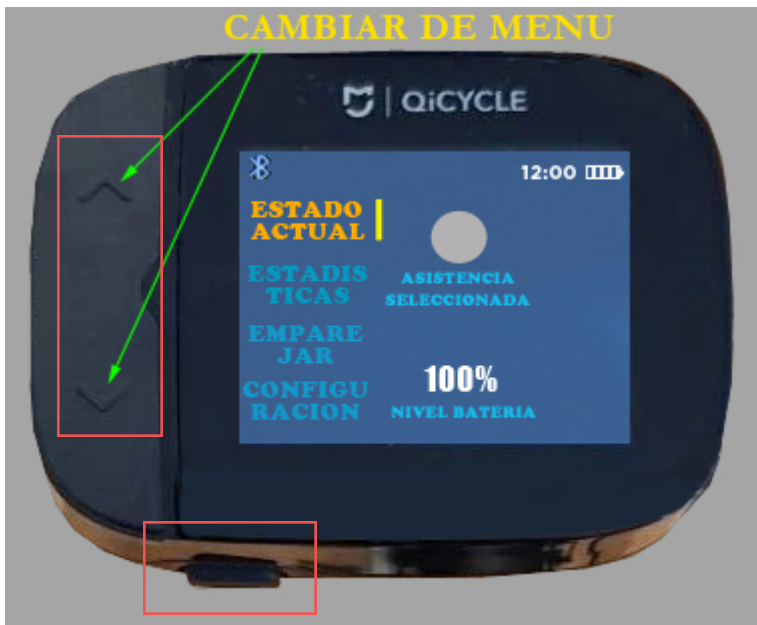 CAMBIAR DE MENU
QiCYCLE
12:00
ESTADO
ACTUAL
ESTADIS
TICAS
ASISTENCIA
SELECCIONADA
EMPARE
JAR
100%
CONFIGU
RACION
NIVEL BATERIA